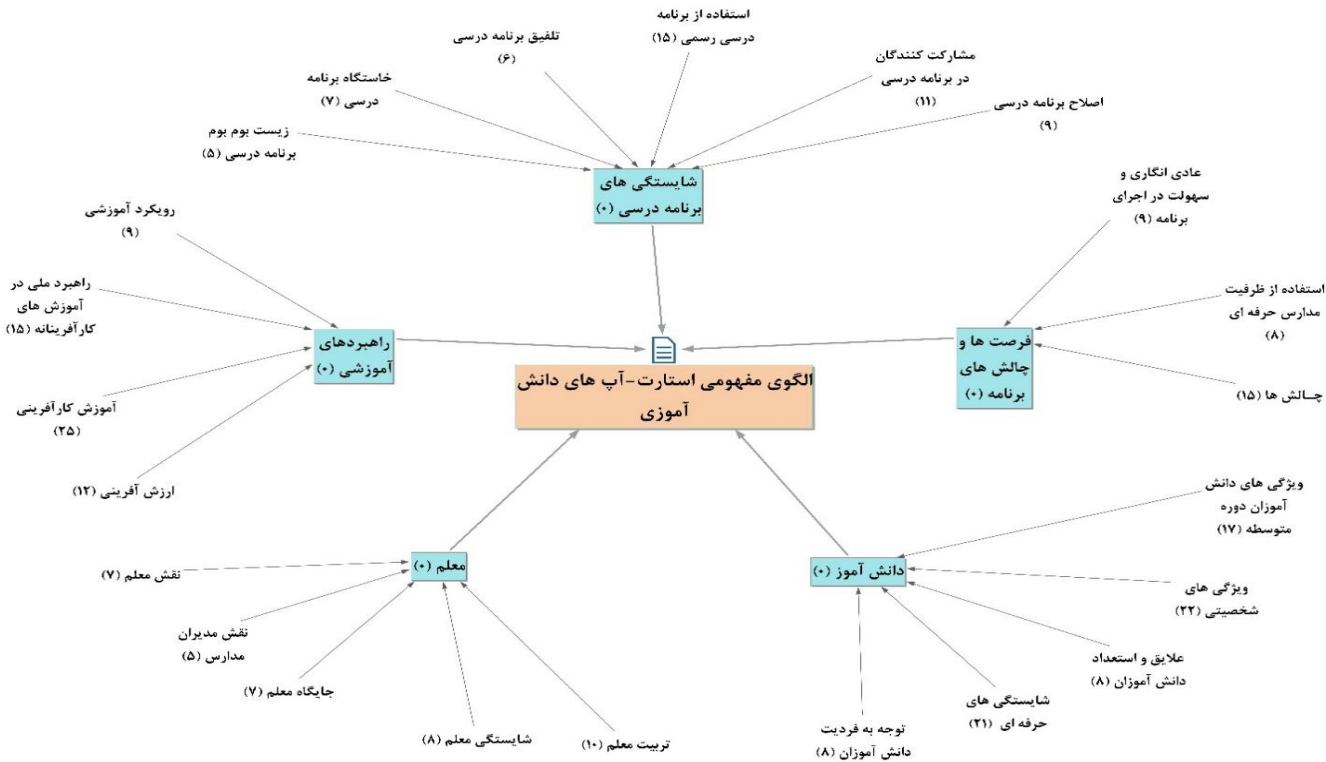 استفاده از برنامه
درسی رسمی (۱۵)
تلفیق برنامه درسی
(۶)
خاستگاه برنامه
درسی (۷)
زیست بوم بوم
برنامه درسی (۵)
مشارکت کنندگان
در برنامه درسی
(۱۱)
اصلاح برنامه درسی
(۹)
شایستگی های
برنامه درسی (۰)
عادی انگاری و
سهولت در اجرای
برنامه (۹)
استفاده از ظرفیت
مدارس حرفه ای
(۸)
چـالش ها (۱۵)
فرصت ها و
چالش های
برنامه (۰)
رویکرد آموزشی
(۹)
راهبرد ملی در
آموزش های
کارآفرینانه (۱۵)
آموزش کارآفرینی
(۲۵)
ارزش آفرینی (۱۲)
راهبردهای
آموزشی (۰)
الگوی مفهومی استارت-آپ های دانش
آموزی
ویژگی های دانش
آموزان دوره
متوسطه (۱۷)
ویژگی های
شخصیتی (۲۲)
علایق و استعداد
دانش آموزان (۸)
شایستگی های
حرفه ای (۲۱)
توجه به فردیت
دانش آموزان (۸)
دانش آموز (۰)
معلم (۰)
نقش معلم (۷)
نقش مدیران
مدارس (۵)
جایگاه معلم (۷)
شایستگی معلم (۸)
تربیت معلم (۱۰)